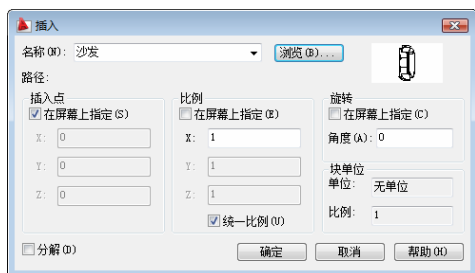 插入
名称(N): 沙发 浏览(B)...
路径:
插入点 比例 旋转
在屏幕上指定(S) 在屏幕上指定(E) 在屏幕上指定(C)
X: 0 X: 1 角度(A): 0
Y: 0 Y: 1 块单位
单位: 无单位
Z: 0 Z: 1
统一比例(U) 比例: 1
分解(D) 确定 取消 帮助(H)